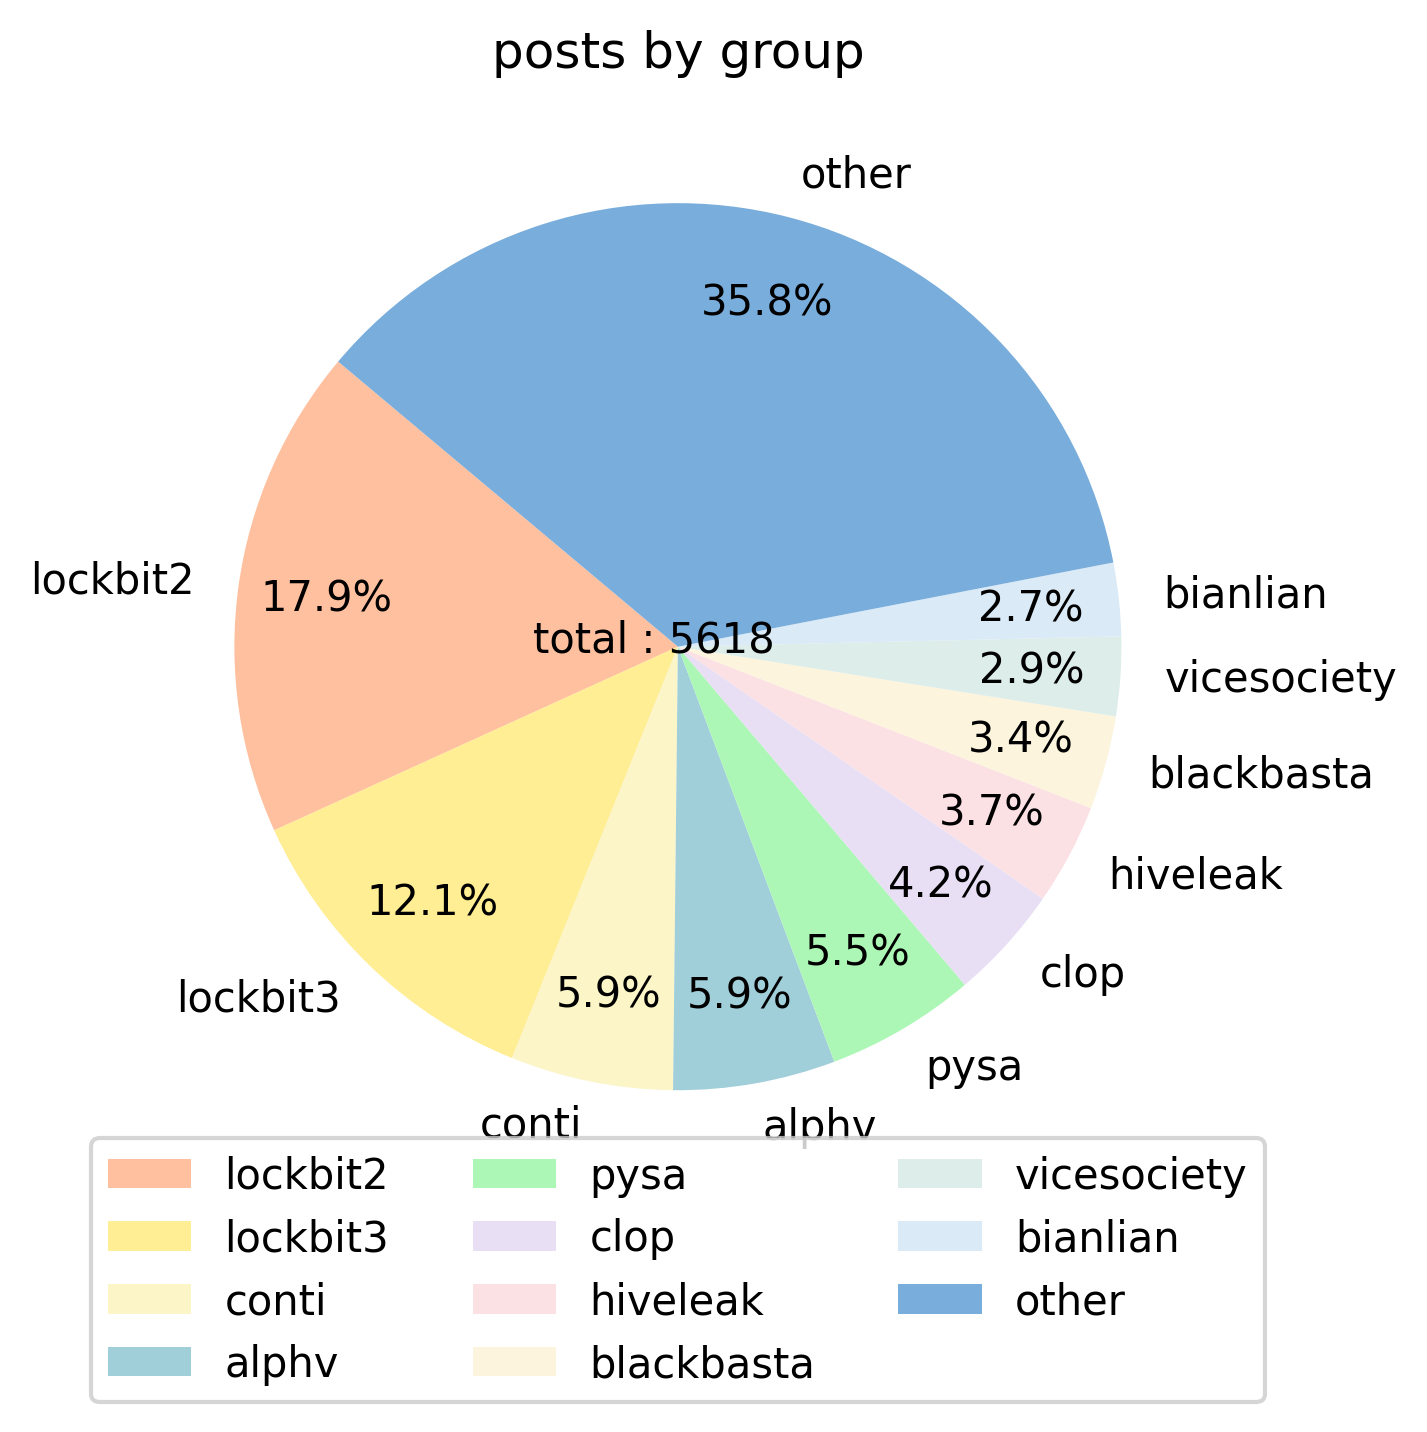 posts by group
other
35.8%
lockbit2
17.9%
total : 5618
2.7%
bianlian
2.9%
vicesociety
3.4%
blackbasta
3.7%
hiveleak
4.2%
clop
12.1%
5.5%
lockbit3
5.9%
5.9%
pysa
conti
alphv
lockbit2
lockbit3
conti
alphv
pysa
clop
hiveleak
blackbasta
vicesociety
bianlian
other